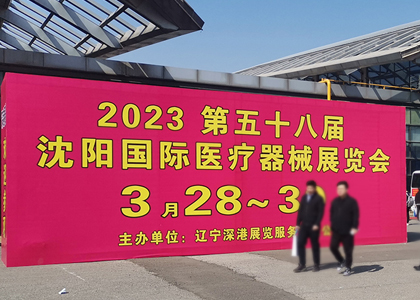 2023 第五十八届
沈阳国际医疗器械展览会
3月28~3
主办单位：辽宁深港展览服务